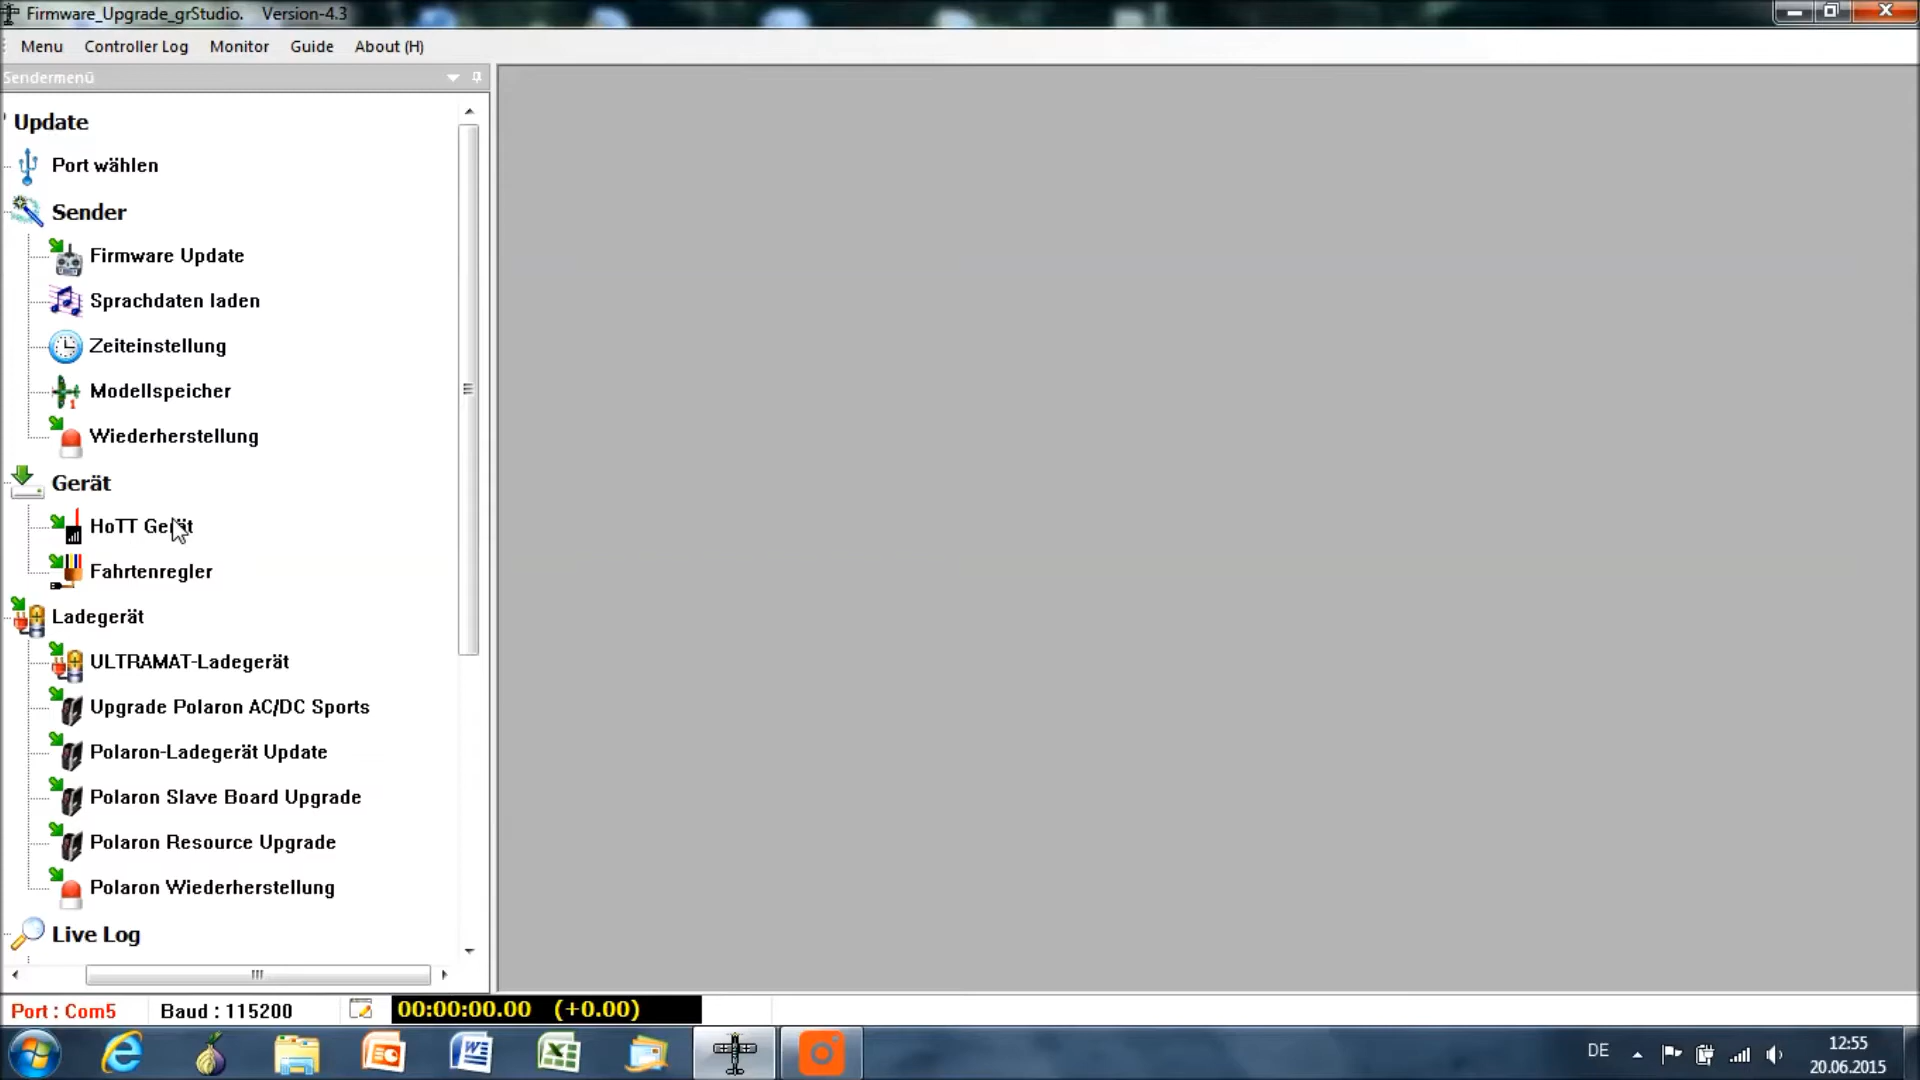 Firmware_Upgrade_grStudio. Version-4.3
Menu Controller Log Monitor Guide About (H)
Sendermenü
Update
Port wählen
Sender
Firmware Update
Sprachdaten laden
Zeiteinstellung
Modellspeicher
1
Wiederherstellung
Gerät
HoTT Gerät
Fahrtenregler
Ladegerät
ULTRAMAT-Ladegerät
Upgrade Polaron AC/DC Sports
Polaron-Ladegerät Update
Polaron Slave Board Upgrade
Polaron Resource Upgrade
Polaron Wiederherstellung
Live Log
Port : Com5 Baud : 115200 00:00:00.00 (+0.00)
DE 12:55
20.06.2015